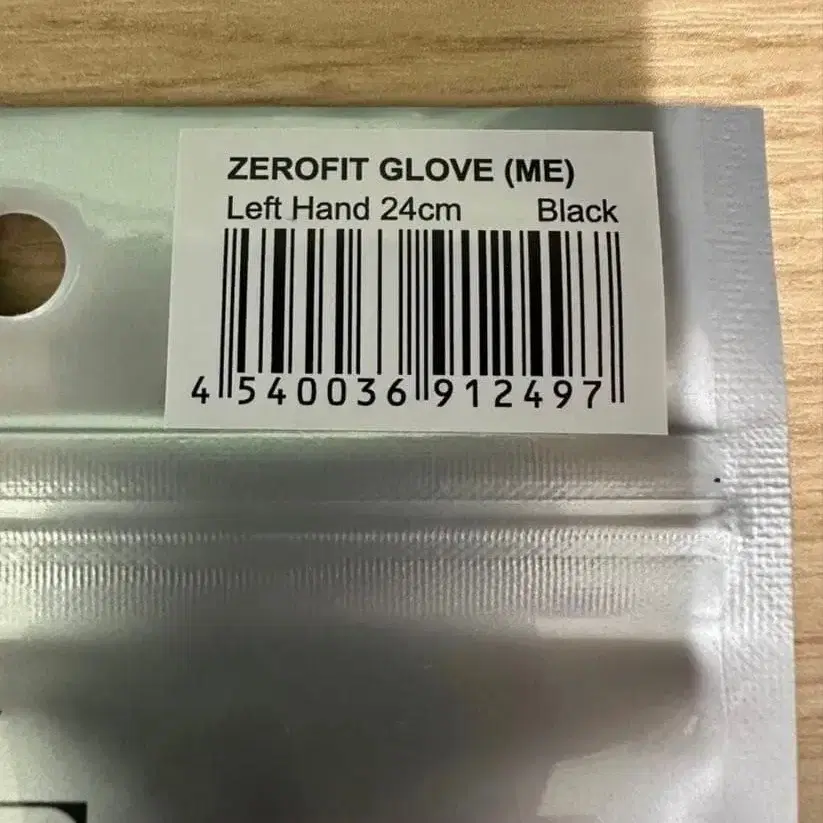 ZEROFIT GLOVE (ME)
Left Hand 24cm Black
4 540036 912497